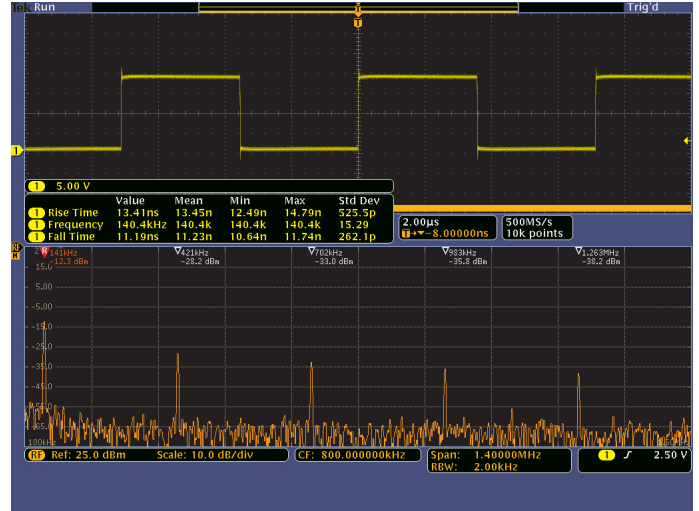 Tek Run Trig'd
T
T
1
1 5.00 V
Value Mean Min Max Std Dev
1 Rise Time 13.41ns 13.45n 12.49n 14.79n 525.5p
1 Frequency 140.4kHz 140.4k 140.4k 140.4k 15.29
1 Fall Time 11.19ns 11.23n 10.64n 11.74n 262.1p
2.00µs
T→▼−8.00000ns
500MS/s
10k points
RF
N
R 141kHz
-12.3 dBm
421kHz
-28.2 dBm
702kHz
-33.0 dBm
983kHz
-35.8 dBm
1.263MHz
-38.2 dBm
15.0
5.00
-5.00
-15.0
-25.0
-35.0
-45.0
-65.0
100kHz
RF Ref: 25.0 dBm Scale: 10.0 dB/div
CF: 800.000000kHz
Span: 1.40000MHz
RBW: 2.00kHz
1 2.50 V